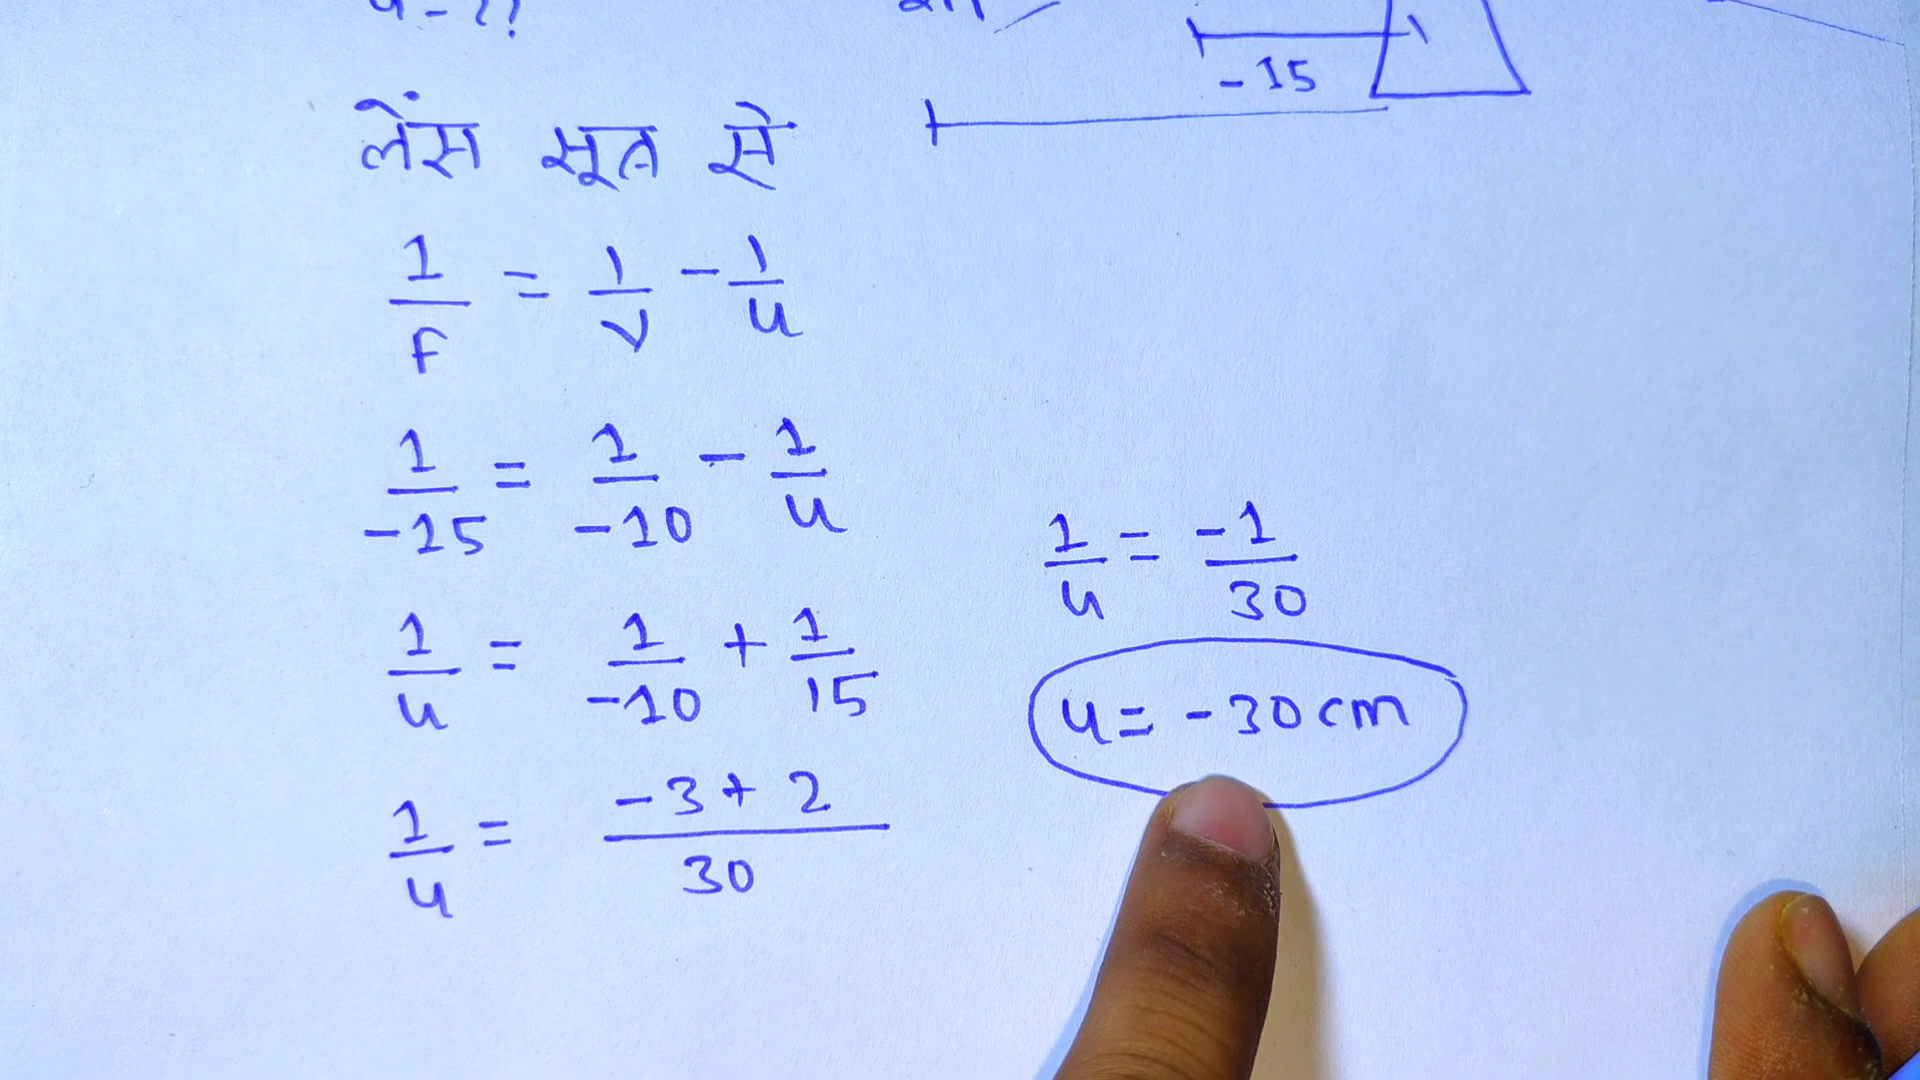 -15
लेंस सूत्र से
1/f = 1/v - 1/u
1/-15 = 1/-10 - 1/u
1/u = 1/-10 + 1/15
1/u = -3+2/30
1/u = -1/30
u = -30 cm